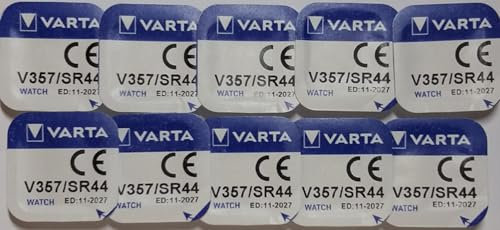 VARTA VARTA VARTA VARTA VARTA
CE CE CE CE CE
V357/SR44 V357/SR44 V357/SR44 V357/SR44 V357/SR44
WATCH ED:11-2027 WATCH ED:11-2027 WATCH ED:11-2027 WATCH ED:11-2027 WATCH ED:11-2027
VARTA VARTA VARTA VARTA VARTA
CE CE CE CE CE
V357/SR44 V357/SR44 V357/SR44 V357/SR44 V357/SR44
WATCH ED:11-2027 WATCH ED:11-2027 WATCH ED:11-2027 WATCH ED:11-2027 WATCH ED:11-2027